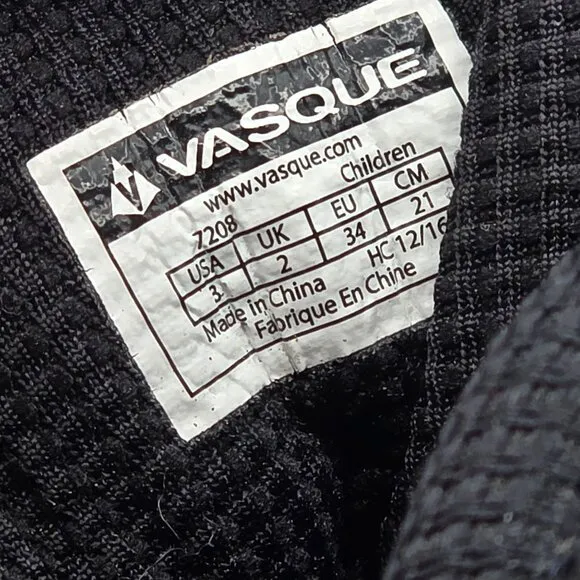 VASQUE
www.vasque.com
7208 Children
USA UK EU CM
3 2 34 21
Made in China HC 12/16
Fabrique En Chine